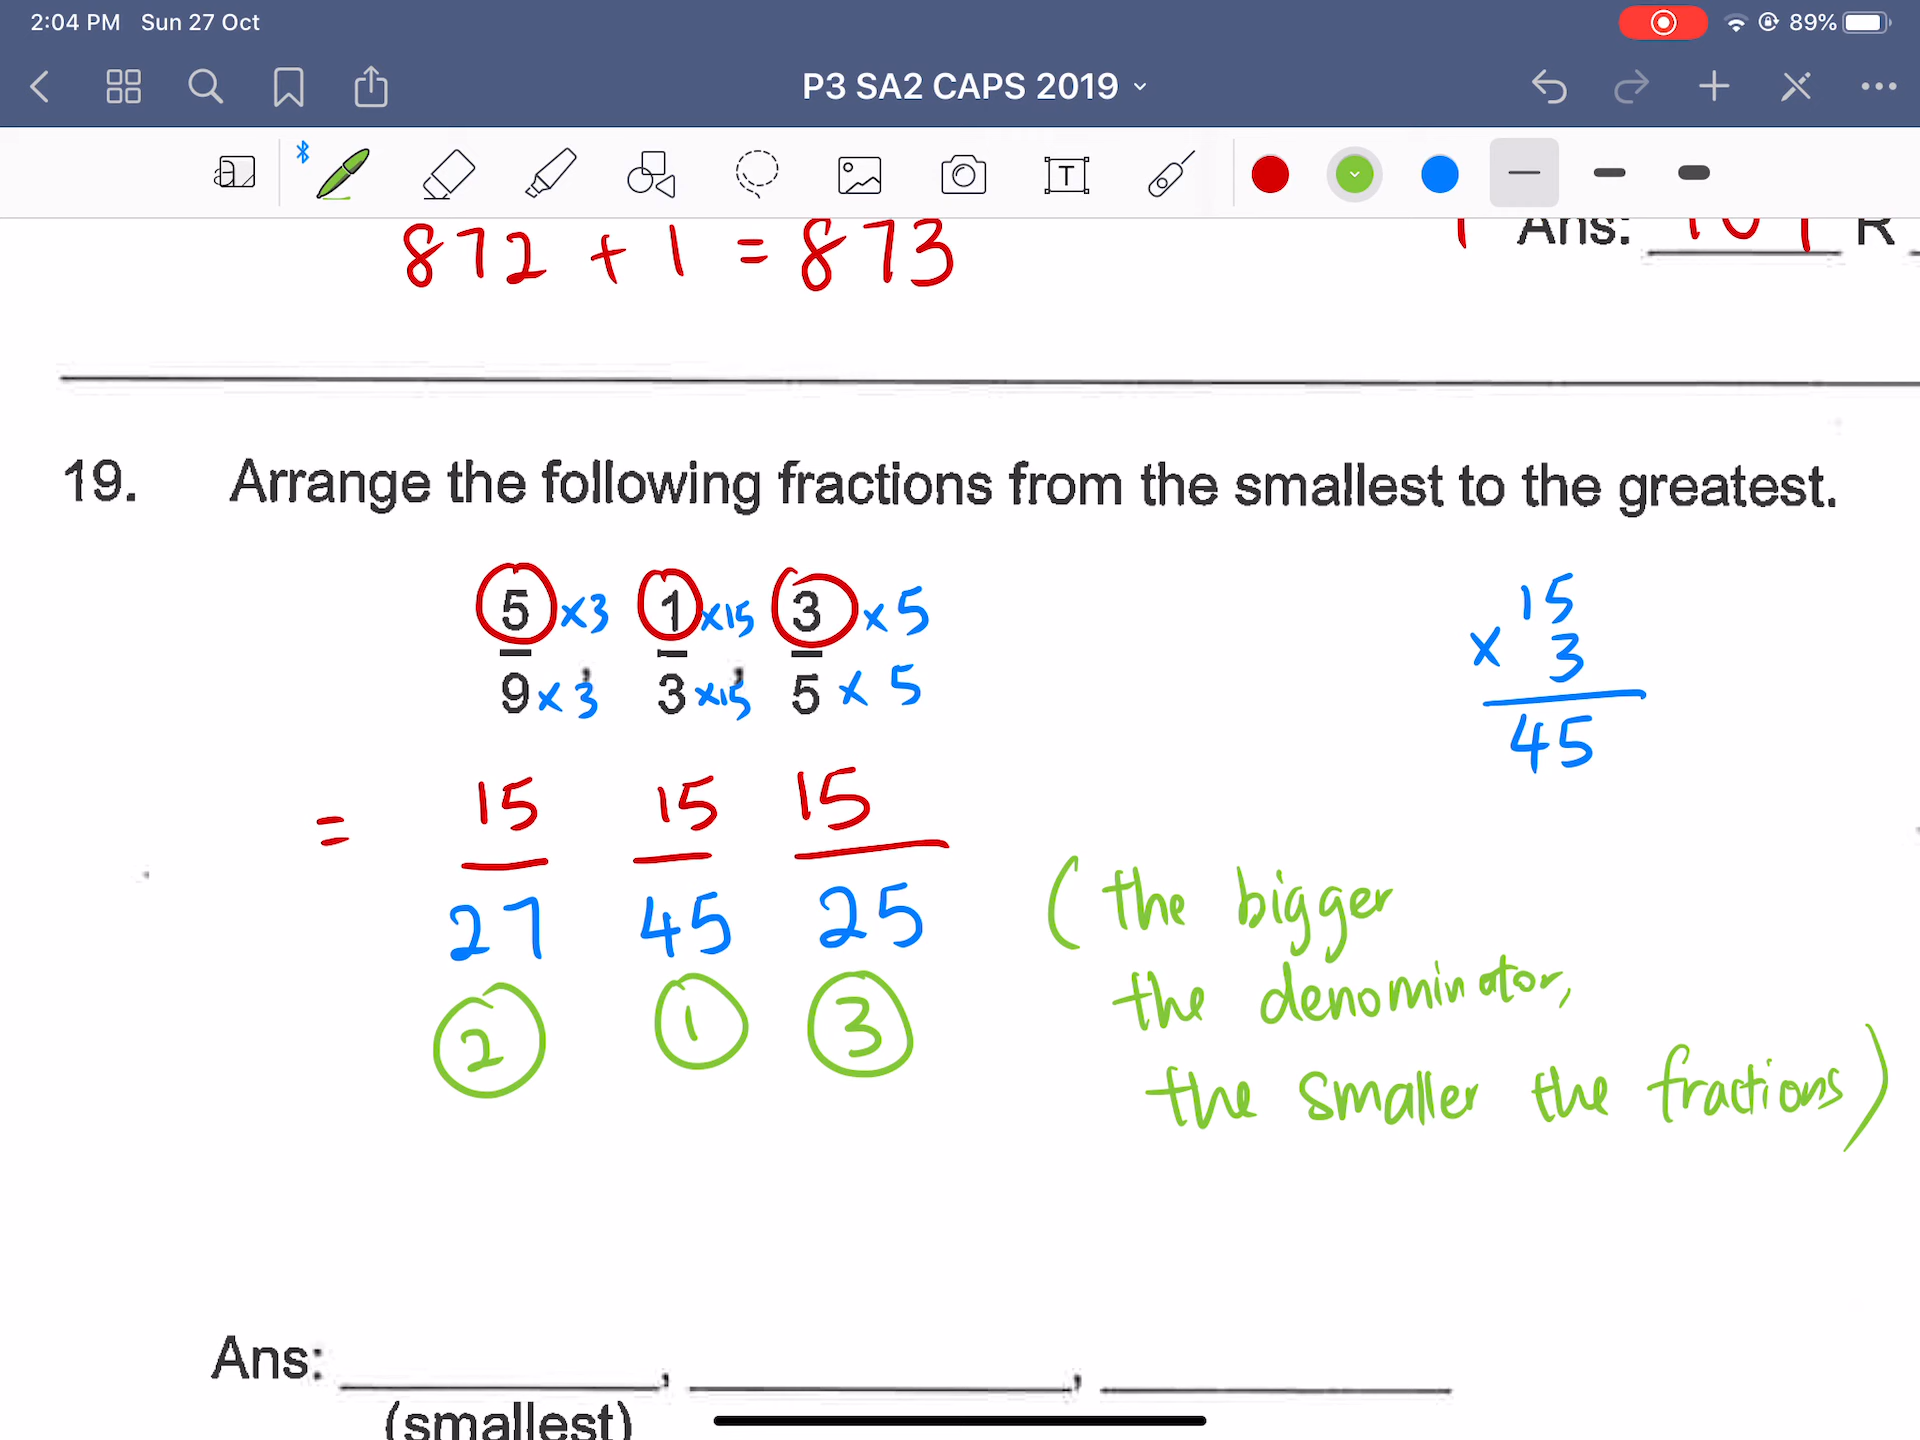 2:04 PM Sun 27 Oct 89%
P3 SA2 CAPS 2019
872 + 1 = 873
Ans: R
19. Arrange the following fractions from the smallest to the greatest.
5 ×3 1 ×15 3 ×5
9 ×3 , 3 ×15 , 5 × 5
15
× 3
45
= 15 15 15
27 45 25
2 1 3
(the bigger
the denominator,
the smaller the fractions)
Ans: , ,
(smallest)